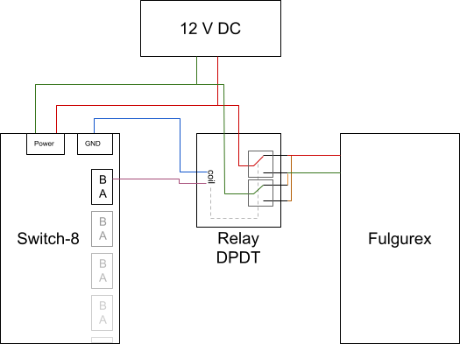 12 V DC
Power
GND
coil
B
A
B
A
B
A
B
A
Switch-8
Relay
DPDT
Fulgurex